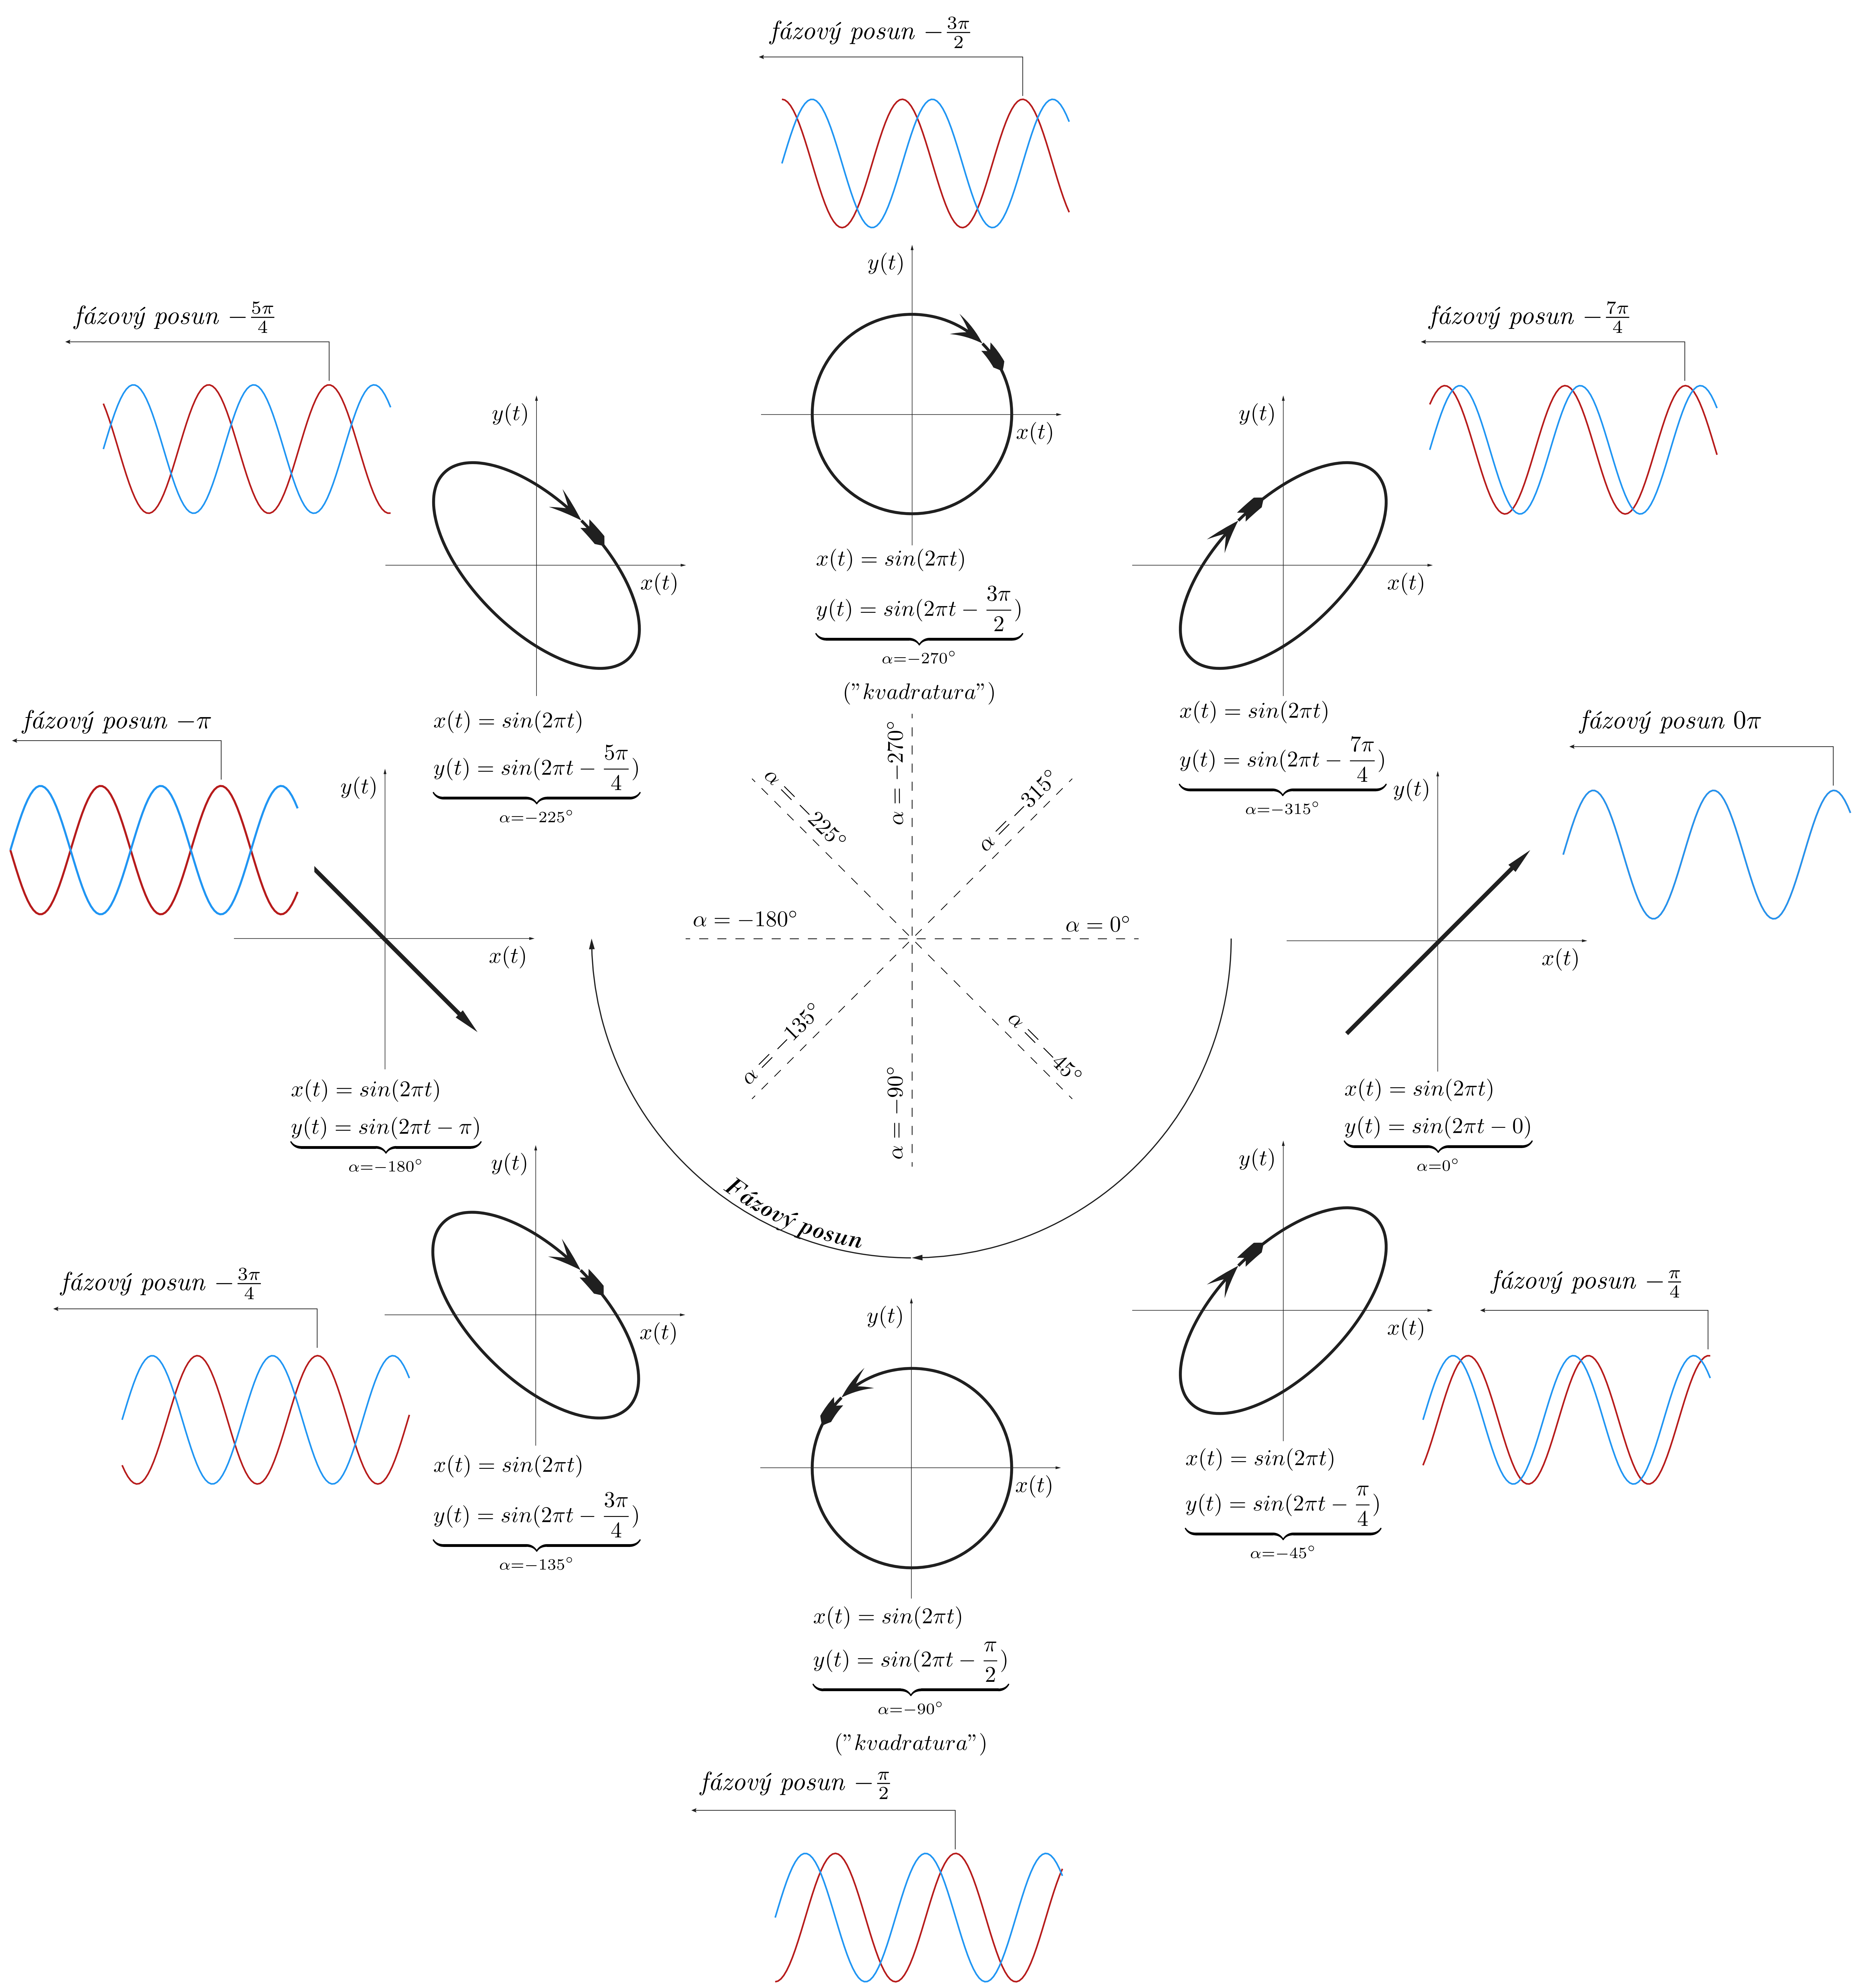 fázový posun −3π/2
y(t)
x(t)
x(t) = sin(2πt)
y(t) = sin(2πt − 3π/2)
α=−270°
("kvadratura")
fázový posun −5π/4
y(t)
x(t)
x(t) = sin(2πt)
y(t) = sin(2πt − 5π/4)
α=−225°
fázový posun −7π/4
y(t)
x(t)
x(t) = sin(2πt)
y(t) = sin(2πt − 7π/4)
α=−315°
fázový posun −π
y(t)
x(t)
x(t) = sin(2πt)
y(t) = sin(2πt − π)
α=−180°
α = −225°
α = −270°
α = −315°
α = −180°
α = 0°
α = −135°
α = −90°
α = −45°
Fázový posun
fázový posun 0π
y(t)
x(t)
x(t) = sin(2πt)
y(t) = sin(2πt − 0)
α=0°
fázový posun −3π/4
y(t)
x(t)
x(t) = sin(2πt)
y(t) = sin(2πt − 3π/4)
α=−135°
y(t)
x(t)
x(t) = sin(2πt)
y(t) = sin(2πt − π/2)
α=−90°
("kvadratura")
fázový posun −π/2
fázový posun −π/4
y(t)
x(t)
x(t) = sin(2πt)
y(t) = sin(2πt − π/4)
α=−45°